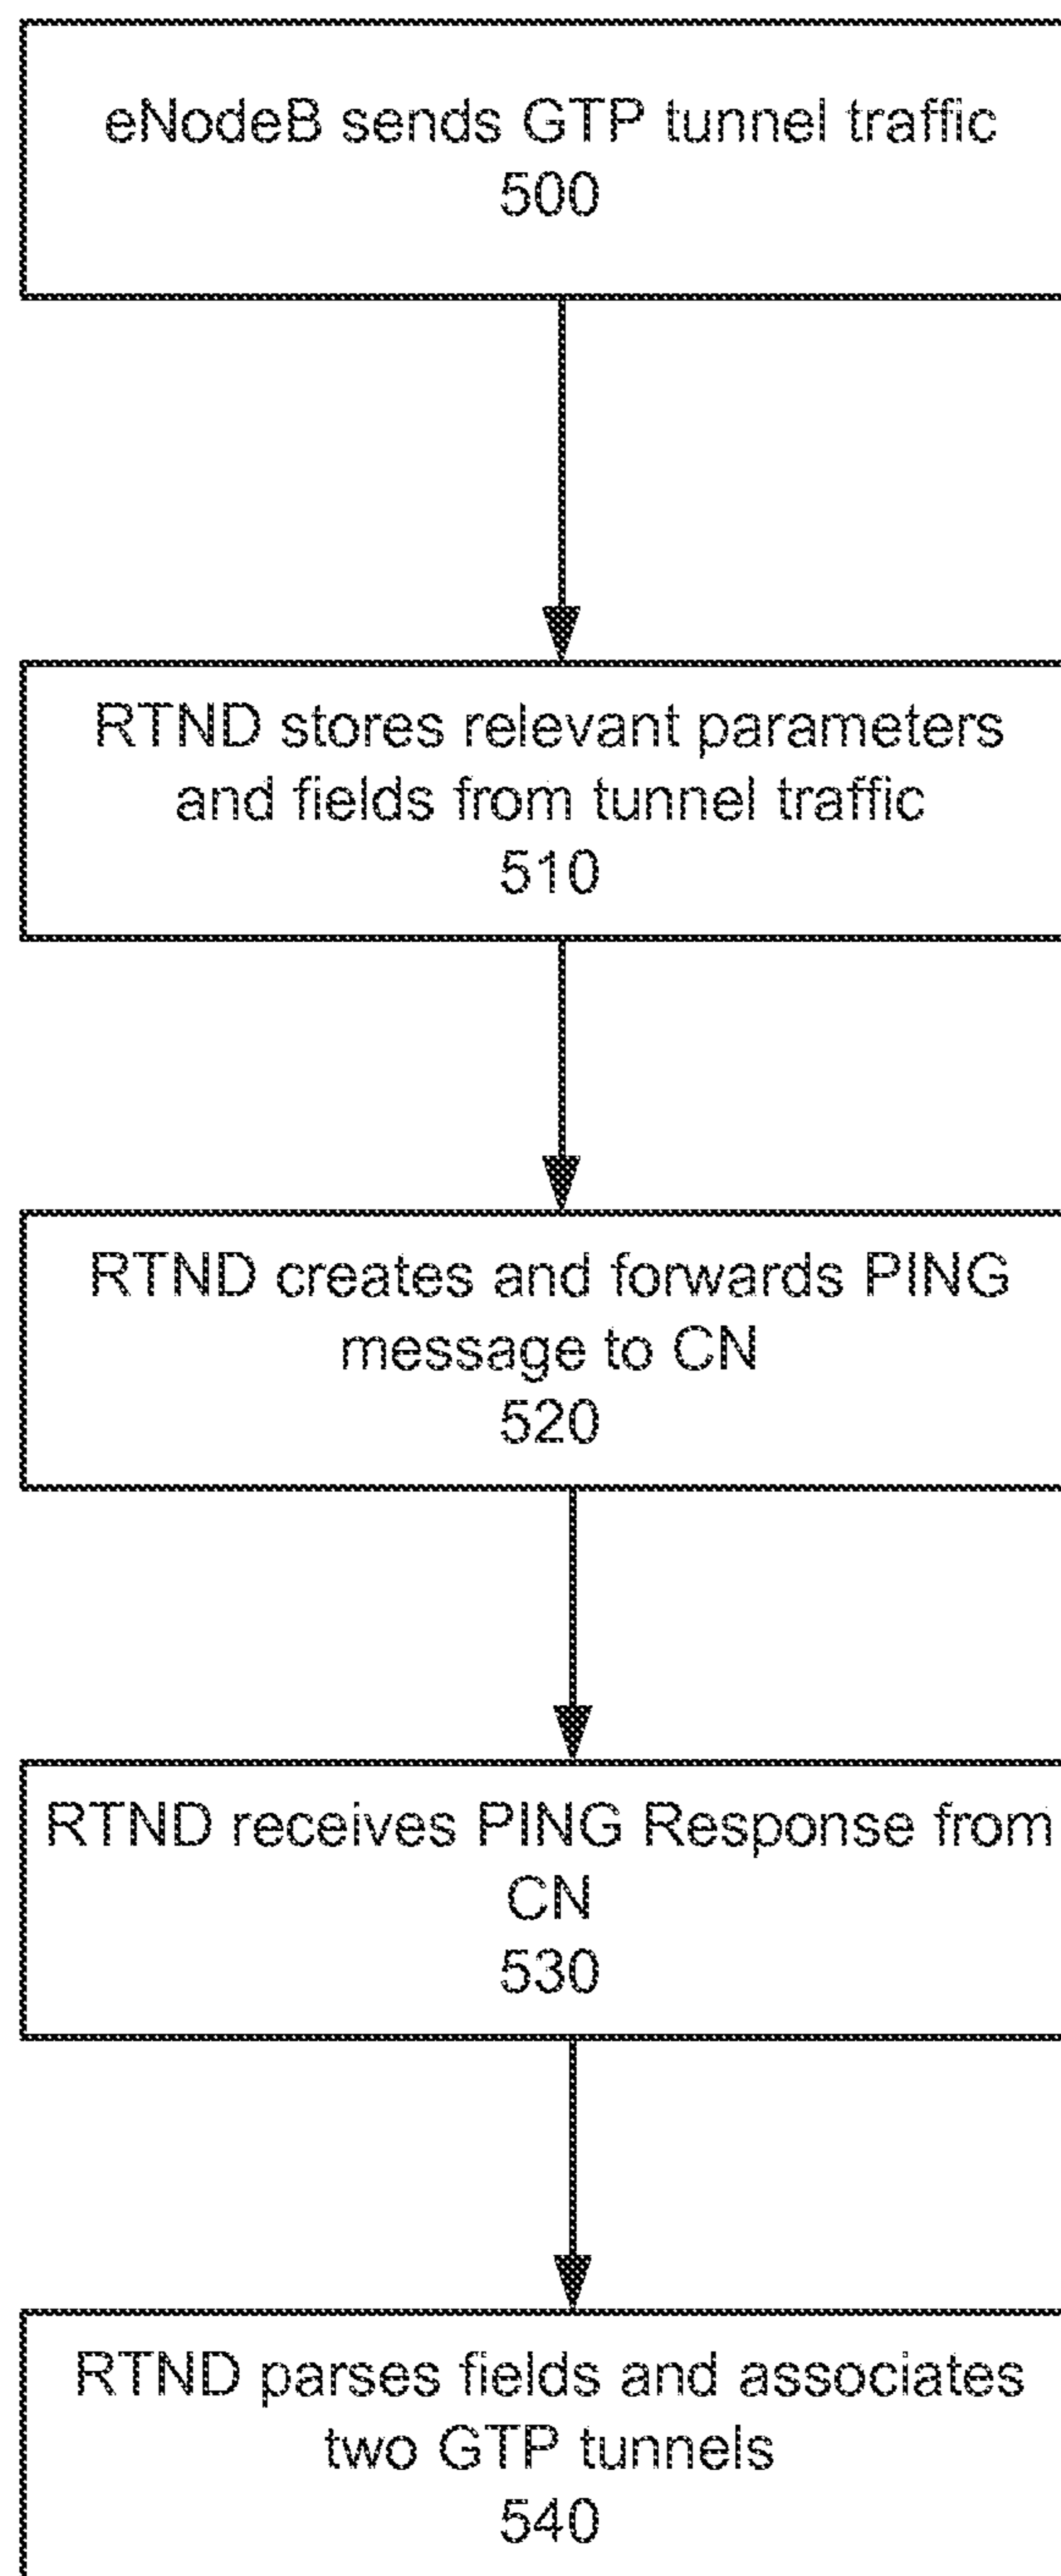 eNodeB sends GTP tunnel traffic
500
RTND stores relevant parameters
and fields from tunnel traffic
510
RTND creates and forwards PING
message to CN
520
RTND receives PING Response from
CN
530
RTND parses fields and associates
two GTP tunnels
540